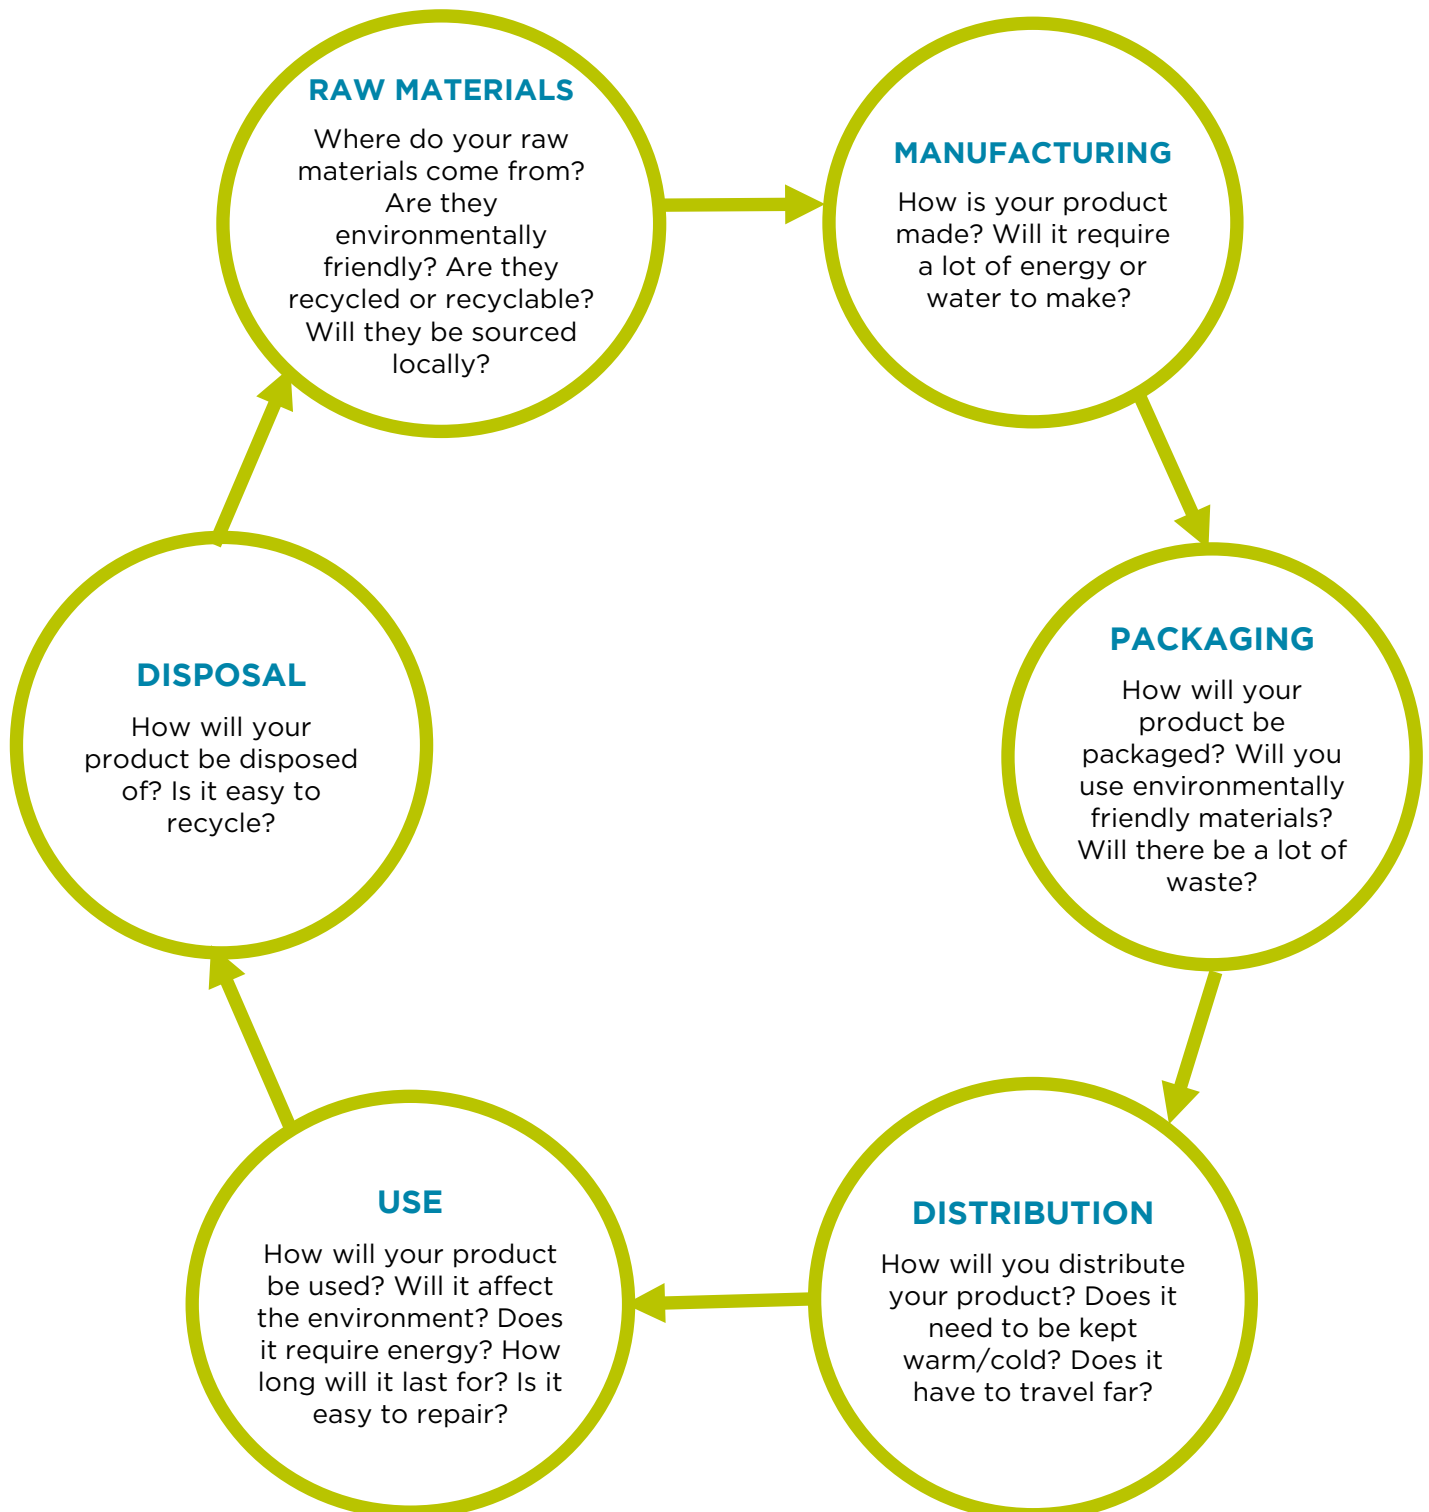 RAW MATERIALS
Where do your raw
materials come from?
Are they
environmentally
friendly? Are they
recycled or recyclable?
Will they be sourced
locally?
MANUFACTURING
How is your product
made? Will it require
a lot of energy or
water to make?
PACKAGING
How will your
product be
packaged? Will you
use environmentally
friendly materials?
Will there be a lot of
waste?
DISTRIBUTION
How will you distribute
your product? Does it
need to be kept
warm/cold? Does it
have to travel far?
USE
How will your product
be used? Will it affect
the environment? Does
it require energy? How
long will it last for? Is it
easy to repair?
DISPOSAL
How will your
product be disposed
of? Is it easy to
recycle?